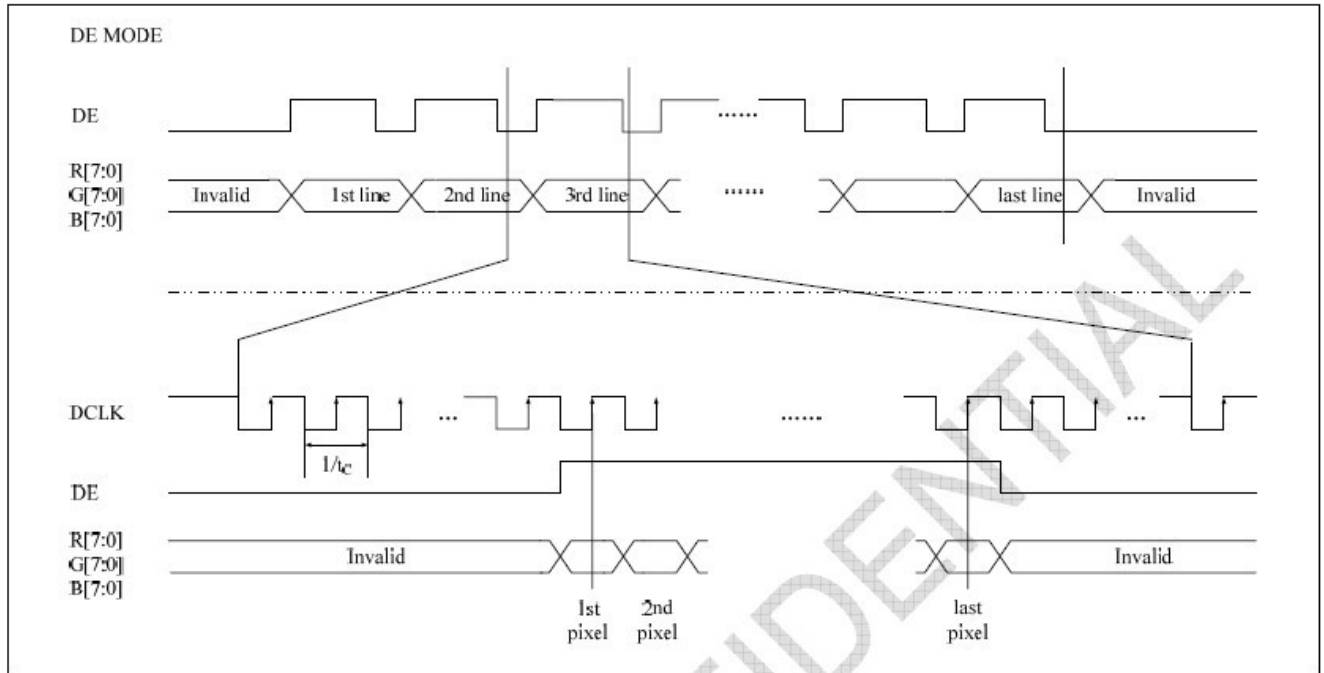 DE MODE
DE
R[7:0]
G[7:0]
B[7:0]
Invalid 1st line 2nd line 3rd line ...... last line Invalid
DCLK
... ...... ...
1/tC
DE
R[7:0]
G[7:0]
B[7:0]
Invalid Invalid
1st pixel
2nd pixel
last pixel
FIDENTIAL